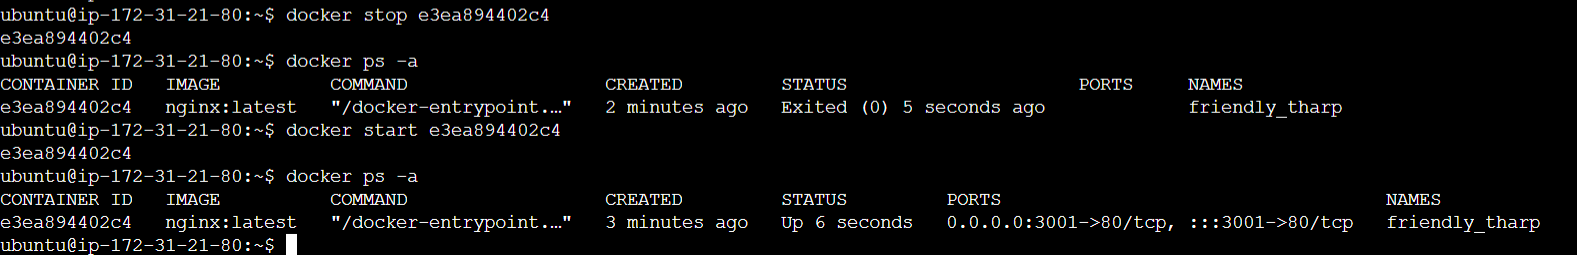 ubuntu@ip-172-31-21-80:~$ docker stop e3ea894402c4
e3ea894402c4
ubuntu@ip-172-31-21-80:~$ docker ps -a
CONTAINER ID   IMAGE          COMMAND                  CREATED         STATUS                     PORTS     NAMES
e3ea894402c4   nginx:latest   "/docker-entrypoint.…"   2 minutes ago   Exited (0) 5 seconds ago             friendly_tharp
ubuntu@ip-172-31-21-80:~$ docker start e3ea894402c4
e3ea894402c4
ubuntu@ip-172-31-21-80:~$ docker ps -a
CONTAINER ID   IMAGE          COMMAND                  CREATED         STATUS         PORTS                                   NAMES
e3ea894402c4   nginx:latest   "/docker-entrypoint.…"   3 minutes ago   Up 6 seconds   0.0.0.0:3001->80/tcp, :::3001->80/tcp   friendly_tharp
ubuntu@ip-172-31-21-80:~$